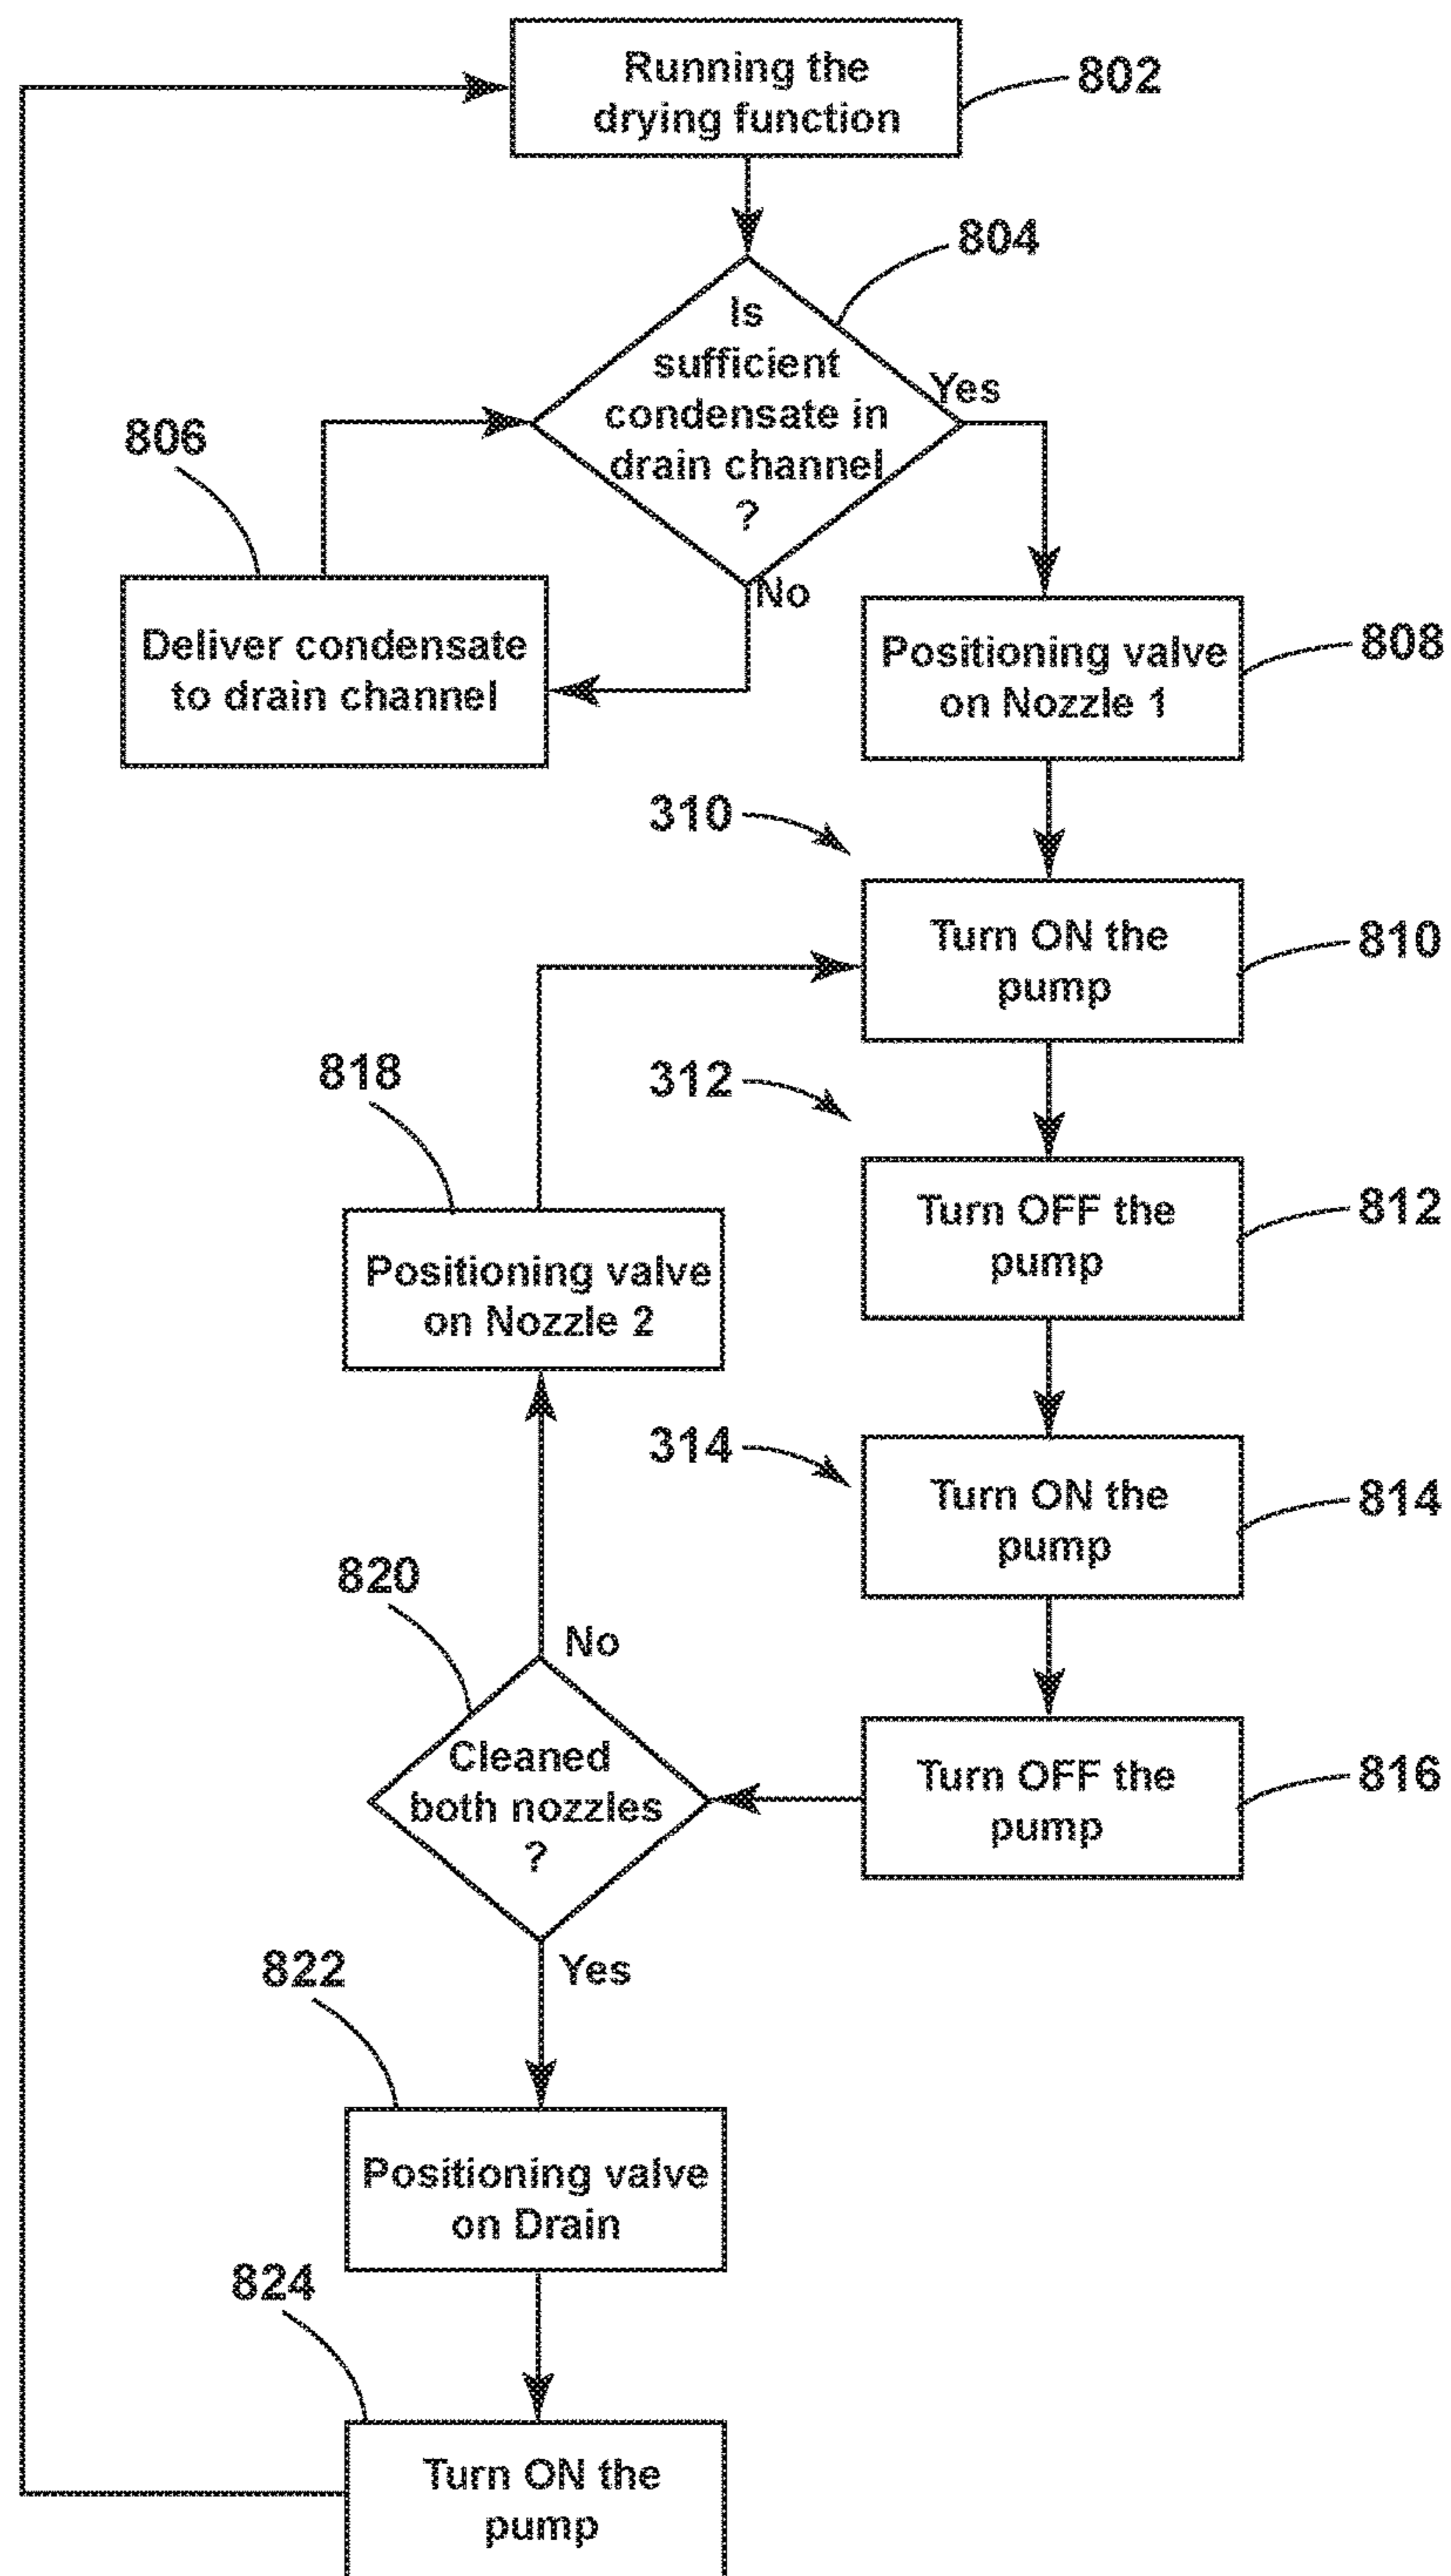 Running the
drying function
802
804
Is
sufficient
condensate in
drain channel
?
Yes
No
806
Deliver condensate
to drain channel
Positioning valve
on Nozzle 1
808
310
Turn ON the
pump
810
312
818
Turn OFF the
pump
812
Positioning valve
on Nozzle 2
314
Turn ON the
pump
814
820
No
Cleaned
both nozzles
?
Turn OFF the
pump
816
Yes
822
Positioning valve
on Drain
824
Turn ON the
pump